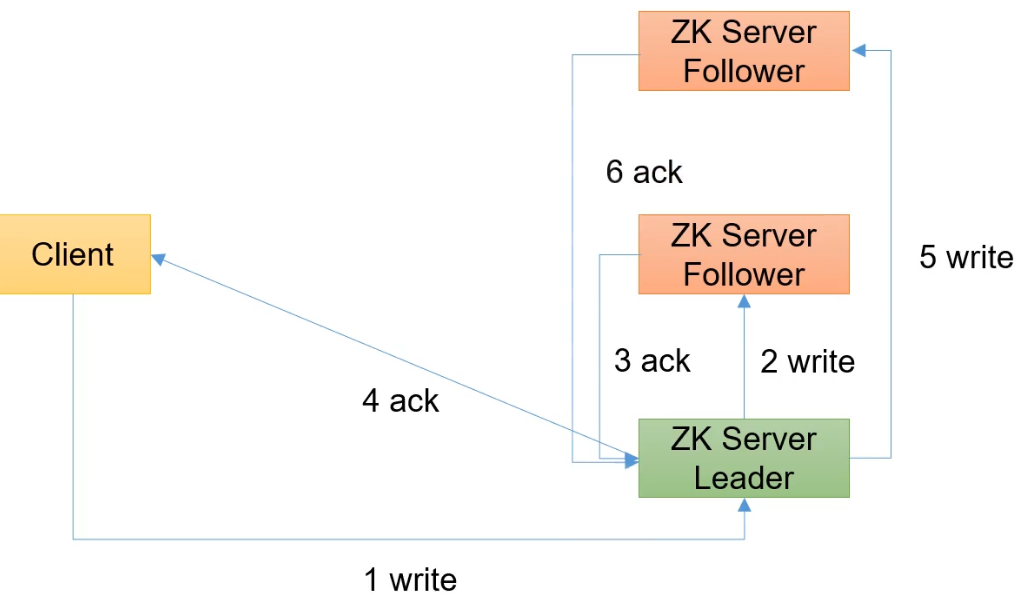 ZK Server
Follower
6 ack
Client
ZK Server
Follower
5 write
3 ack
2 write
4 ack
ZK Server
Leader
1 write